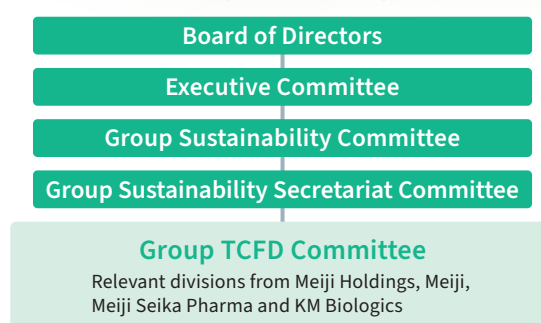 Board of Directors
Executive Committee
Group Sustainability Committee
Group Sustainability Secretariat Committee
Group TCFD Committee
Relevant divisions from Meiji Holdings, Meiji,
Meiji Seika Pharma and KM Biologics